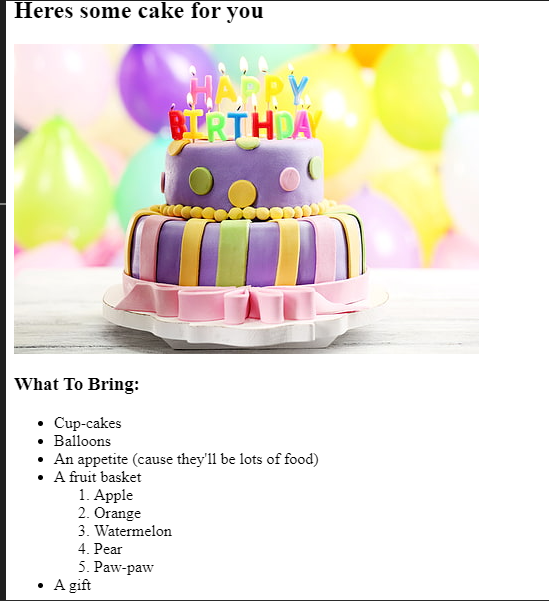 Heres some cake for you
HAPPY
BIRTHDAY
What To Bring:
Cup-cakes
Balloons
An appetite (cause they'll be lots of food)
A fruit basket
1. Apple
2. Orange
3. Watermelon
4. Pear
5. Paw-paw
A gift